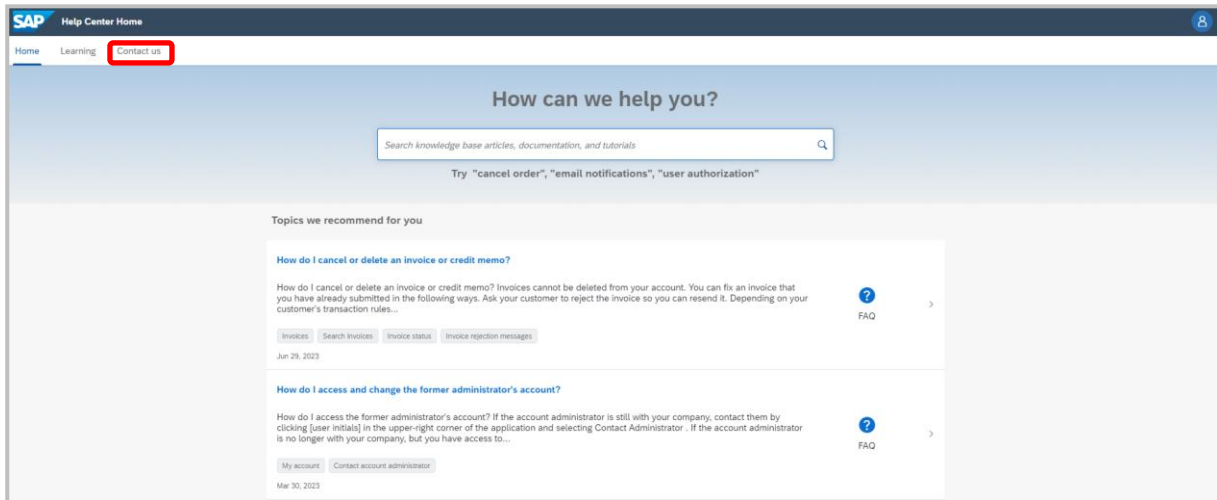 SAP Help Center Home
Home Learning Contact us
How can we help you?
Search knowledge base articles, documentation, and tutorials
Try "cancel order", "email notifications", "user authorization"
Topics we recommend for you
How do I cancel or delete an invoice or credit memo?
How do I cancel or delete an invoice or credit memo? Invoices cannot be deleted from your account. You can fix an invoice that
you have already submitted in the following ways. Ask your customer to reject the invoice so you can resend it. Depending on your
customer's transaction rules...
FAQ
Invoices Search Invoices Invoice status Invoice rejection messages
Jun 29, 2023
How do I access and change the former administrator's account?
How do I access the former administrator's account? If the account administrator is still with your company, contact them by
clicking [user initials] in the upper-right corner of the application and selecting Contact Administrator . If the account administrator
is no longer with your company, but you have access to...
FAQ
My account Contact account administrator
Mar 30, 2023